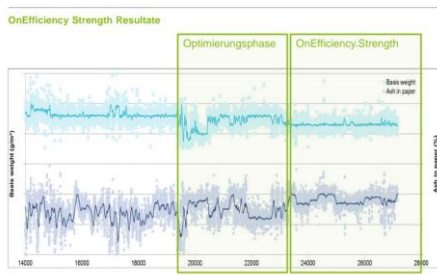 OnEfficiency Strength Resultate
Optimierungsphase
OnEfficiency.Strength
Basis weight
Ash in paper
Basis weight (g/m²)
Ash in paper (%)
14000
16000
18000
20000
22000
24000
26000
28000